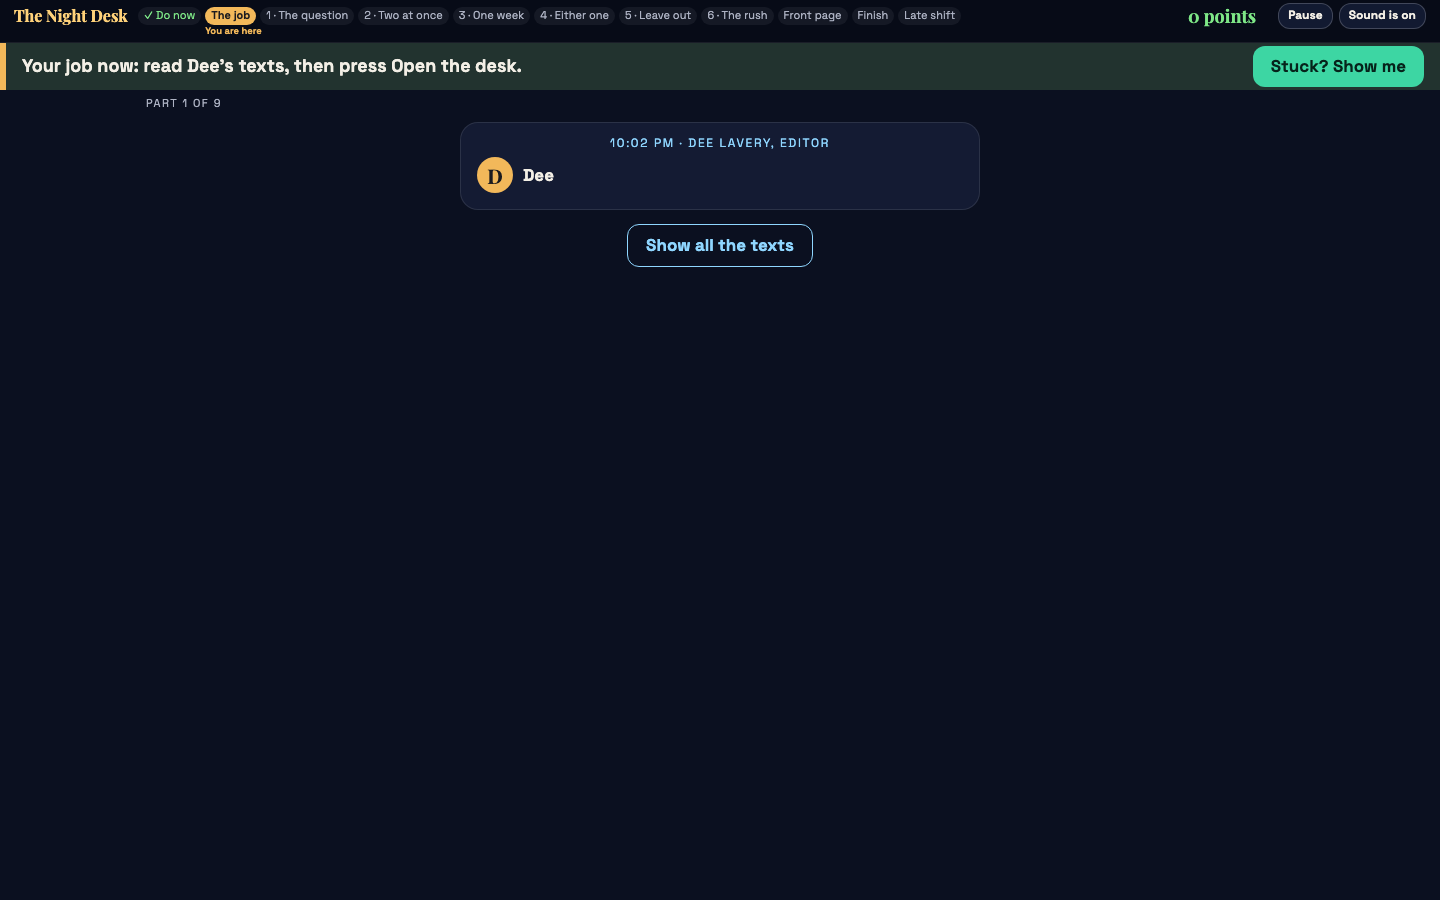 The Night Desk
✓ Do now
The job
1 · The question
2 · Two at once
3 · One week
4 · Either one
5 · Leave out
6 · The rush
Front page
Finish
Late shift
You are here
0 points
Pause
Sound is on
Your job now: read Dee's texts, then press Open the desk.
Stuck? Show me
PART 1 OF 9
10:02 PM · DEE LAVERY, EDITOR
D
Dee
Show all the texts